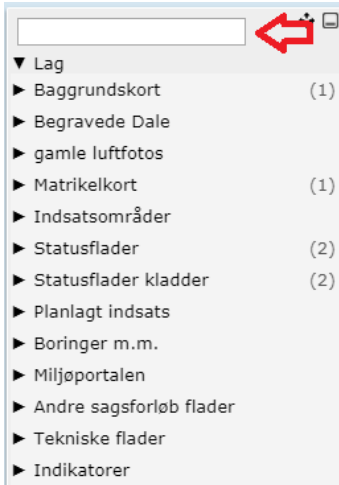 ▼ Lag
► Baggrundskort (1)
► Begravede Dale
► gamle luftfotos
► Matrikelkort (1)
► Indsatsområder
► Statusflader (2)
► Statusflader kladder (2)
► Planlagt indsats
► Boringer m.m.
► Miljøportalen
► Andre sagsforløb flader
► Tekniske flader
► Indikatorer